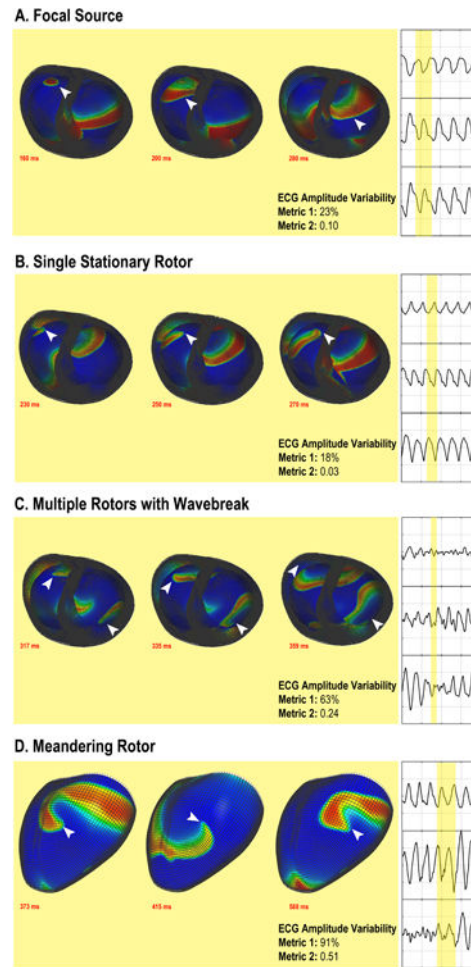 A. Focal Source
160 ms
200 ms
280 ms
ECG Amplitude Variability
Metric 1: 23%
Metric 2: 0.10
B. Single Stationary Rotor
230 ms
250 ms
270 ms
ECG Amplitude Variability
Metric 1: 18%
Metric 2: 0.03
C. Multiple Rotors with Wavebreak
317 ms
335 ms
359 ms
ECG Amplitude Variability
Metric 1: 63%
Metric 2: 0.24
D. Meandering Rotor
373 ms
415 ms
ECG Amplitude Variability
Metric 1: 91%
Metric 2: 0.51